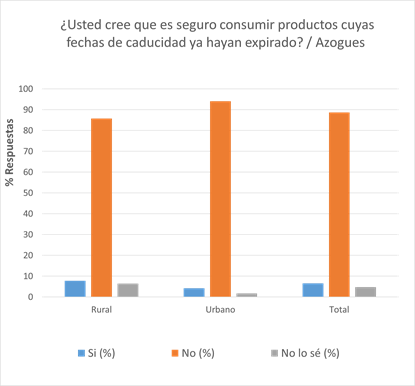 ¿Usted cree que es seguro consumir productos cuyas
fechas de caducidad ya hayan expirado? / Azogues
% Respuestas
100
90
80
70
60
50
40
30
20
10
0
Rural
Urbano
Total
Si (%)
No (%)
No lo sé (%)